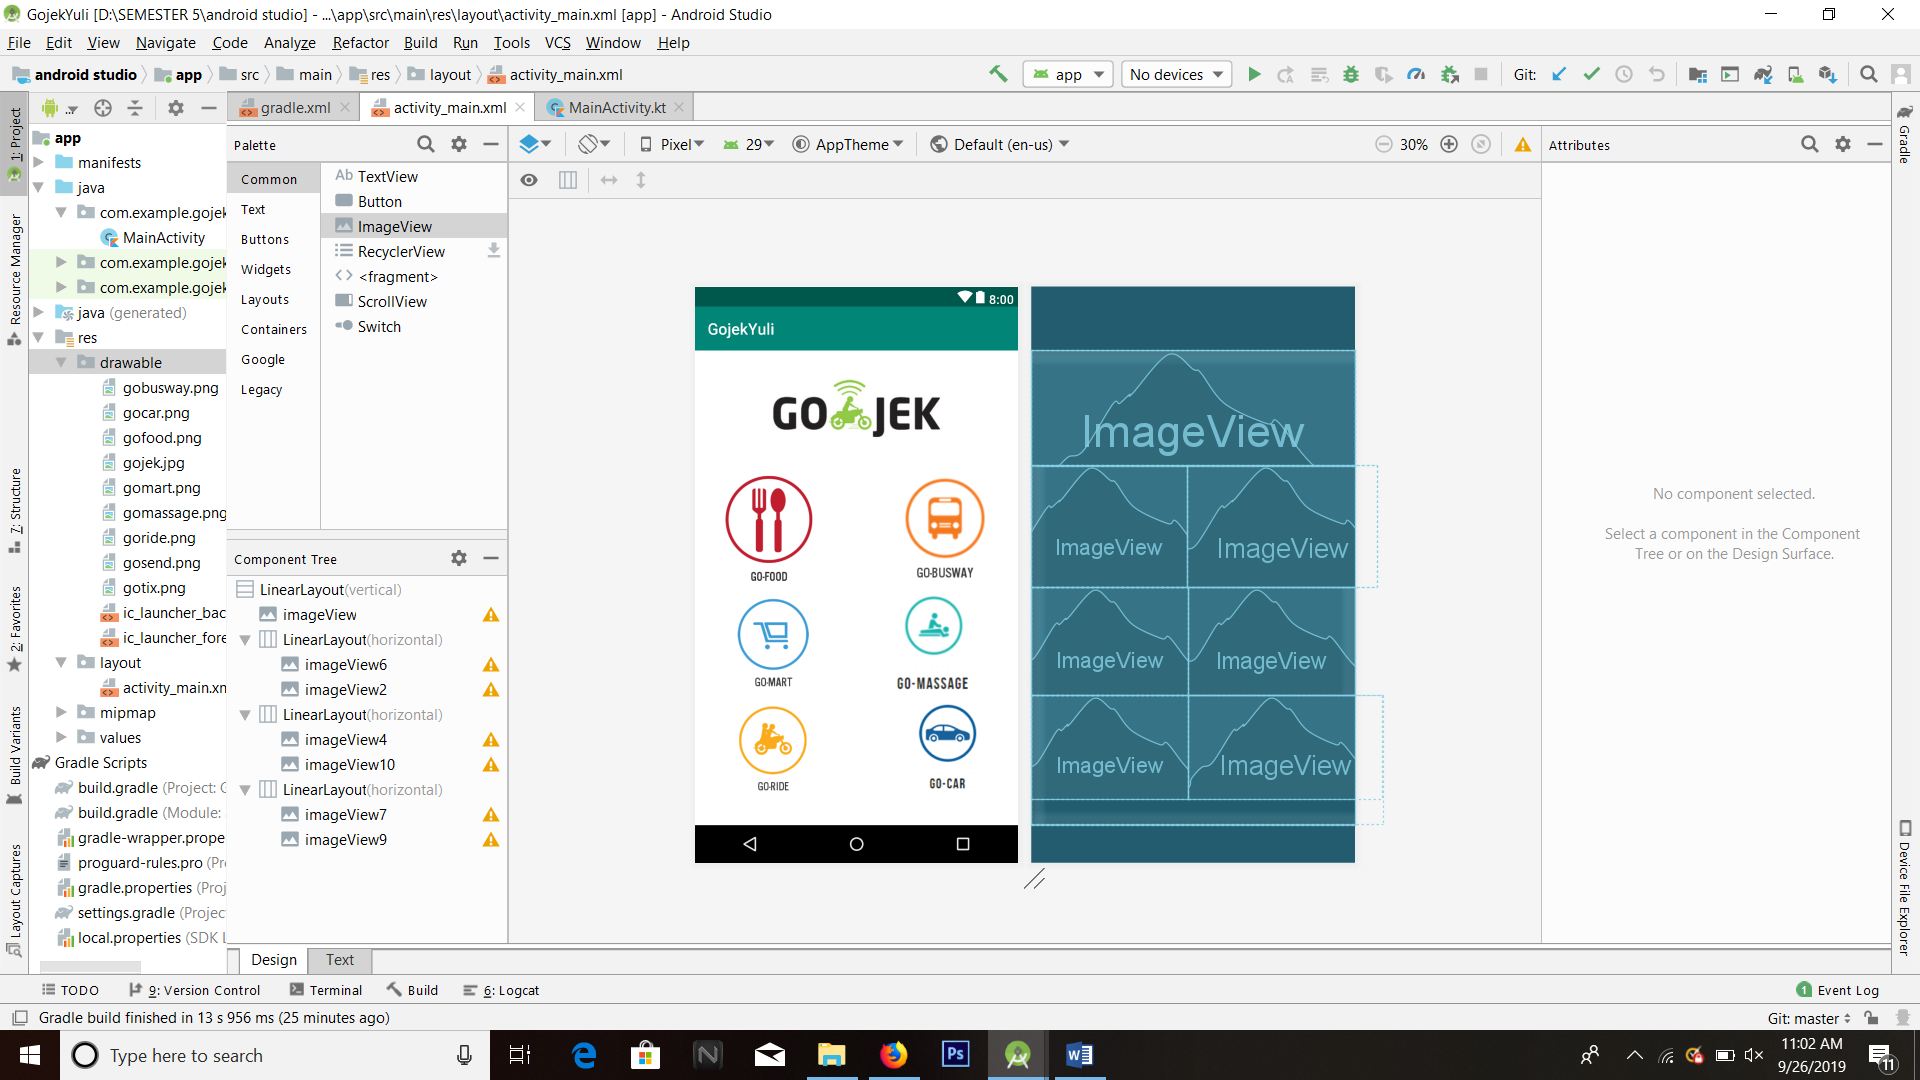 GojekYuli [D:\SEMESTER 5\android studio] - ...\app\src\main\res\layout\activity_main.xml [app] - Android Studio
File Edit View Navigate Code Analyze Refactor Build Run Tools VCS Window Help
android studio app src main res layout activity_main.xml app No devices Git:
gradle.xml activity_main.xml MainActivity.kt
1: Project
Resource Manager
7: Structure
2: Favorites
Build Variants
Layout Captures
app
manifests
java
com.example.gojek
MainActivity
com.example.gojek
com.example.gojek
java (generated)
res
drawable
gobusway.png
gocar.png
gofood.png
gojek.jpg
gomart.png
gomassage.png
goride.png
gosend.png
gotix.png
ic_launcher_bac
ic_launcher_fore
layout
activity_main.xn
mipmap
values
Gradle Scripts
build.gradle (Project: G
build.gradle (Module:
gradle-wrapper.prope
proguard-rules.pro (Pr
gradle.properties (Proj
settings.gradle (Projec
local.properties (SDK L
Palette
Common
Text
Buttons
Widgets
Layouts
Containers
Google
Legacy
Ab TextView
Button
ImageView
RecyclerView
<fragment>
ScrollView
Switch
Component Tree
LinearLayout(vertical)
imageView
LinearLayout(horizontal)
imageView6
imageView2
LinearLayout(horizontal)
imageView4
imageView10
LinearLayout(horizontal)
imageView7
imageView9
Pixel 29 AppTheme Default (en-us) 30%
8:00
GojekYuli
GO JEK
GO-FOOD
GO-BUSWAY
GO-MART
GO-MASSAGE
GO-RIDE
GO-CAR
ImageView
ImageView ImageView
ImageView ImageView
ImageView ImageView
Attributes
No component selected.
Select a component in the Component
Tree or on the Design Surface.
Gradle
Device File Explorer
Design Text
TODO 9: Version Control Terminal Build 6: Logcat 1 Event Log
Gradle build finished in 13 s 956 ms (25 minutes ago) Git: master
Type here to search
Ps
11:02 AM
9/26/2019
11